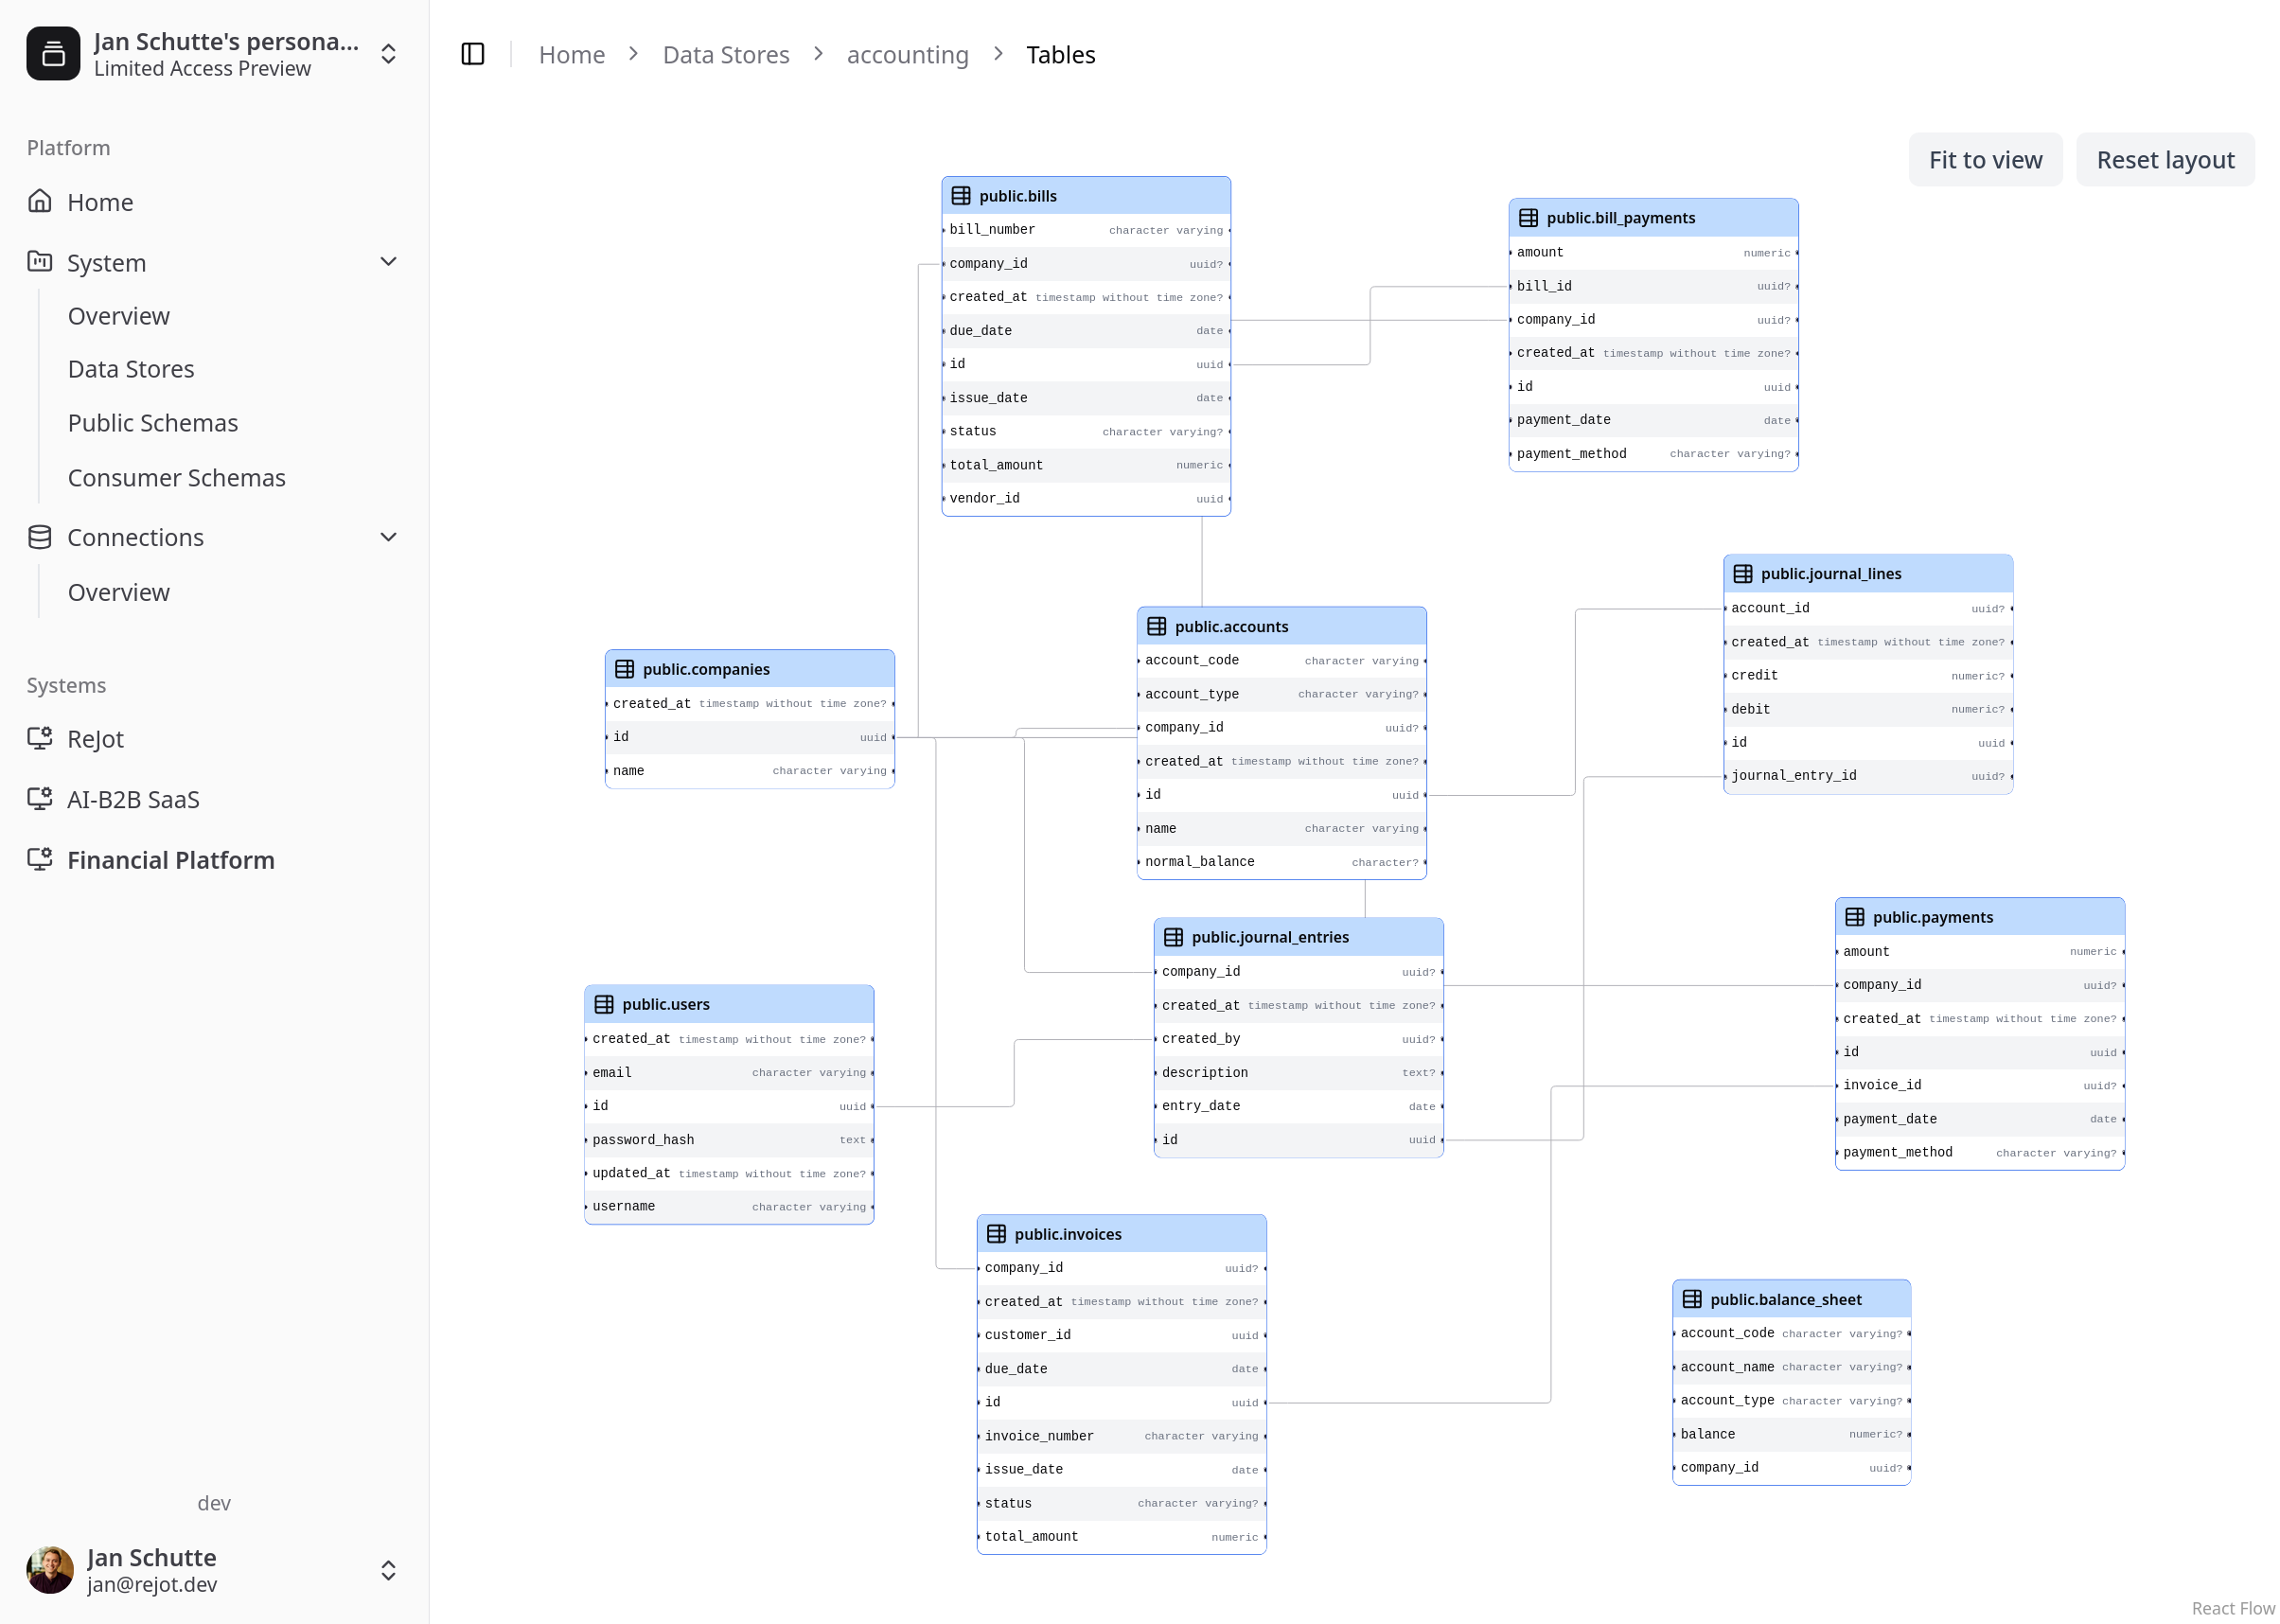 Jan Schutte's persona...
Limited Access Preview
Platform
Home
System
Overview
Data Stores
Public Schemas
Consumer Schemas
Connections
Overview
Systems
ReJot
AI-B2B SaaS
Financial Platform
dev
Jan Schutte
jan@rejot.dev
Home > Data Stores > accounting > Tables
Fit to view
Reset layout
public.bills
bill_number character varying
company_id uuid?
created_at timestamp without time zone?
due_date date
id uuid
issue_date date
status character varying?
total_amount numeric
vendor_id uuid
public.bill_payments
amount numeric
bill_id uuid?
company_id uuid?
created_at timestamp without time zone?
id uuid
payment_date date
payment_method character varying?
public.journal_lines
account_id uuid?
created_at timestamp without time zone?
credit numeric?
debit numeric?
id uuid
journal_entry_id uuid?
public.accounts
account_code character varying
account_type character varying?
company_id uuid?
created_at timestamp without time zone?
id uuid
name character varying
normal_balance character?
public.companies
created_at timestamp without time zone?
id uuid
name character varying
public.payments
amount numeric
company_id uuid?
created_at timestamp without time zone?
id uuid
invoice_id uuid?
payment_date date
payment_method character varying?
public.journal_entries
company_id uuid?
created_at timestamp without time zone?
created_by uuid?
description text?
entry_date date
id uuid
public.users
created_at timestamp without time zone?
email character varying
id uuid
password_hash text
updated_at timestamp without time zone?
username character varying
public.invoices
company_id uuid?
created_at timestamp without time zone?
customer_id uuid
due_date date
id uuid
invoice_number character varying
issue_date date
status character varying?
total_amount numeric
public.balance_sheet
account_code character varying?
account_name character varying?
account_type character varying?
balance numeric?
company_id uuid?
React Flow